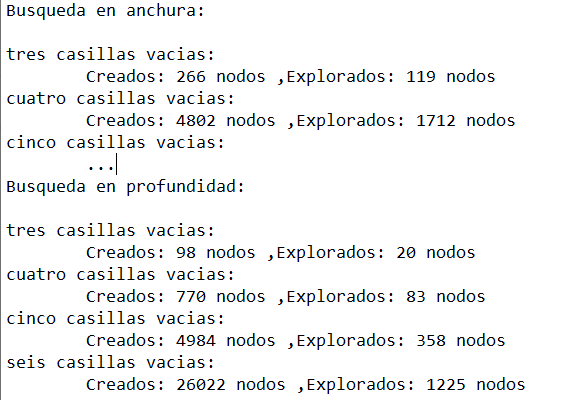 Busqueda en anchura:
tres casillas vacias:
Creados: 266 nodos ,Explorados: 119 nodos
cuatro casillas vacias:
Creados: 4802 nodos ,Explorados: 1712 nodos
cinco casillas vacias:
...
Busqueda en profundidad:
tres casillas vacias:
Creados: 98 nodos ,Explorados: 20 nodos
cuatro casillas vacias:
Creados: 770 nodos ,Explorados: 83 nodos
cinco casillas vacias:
Creados: 4984 nodos ,Explorados: 358 nodos
seis casillas vacias:
Creados: 26022 nodos ,Explorados: 1225 nodos